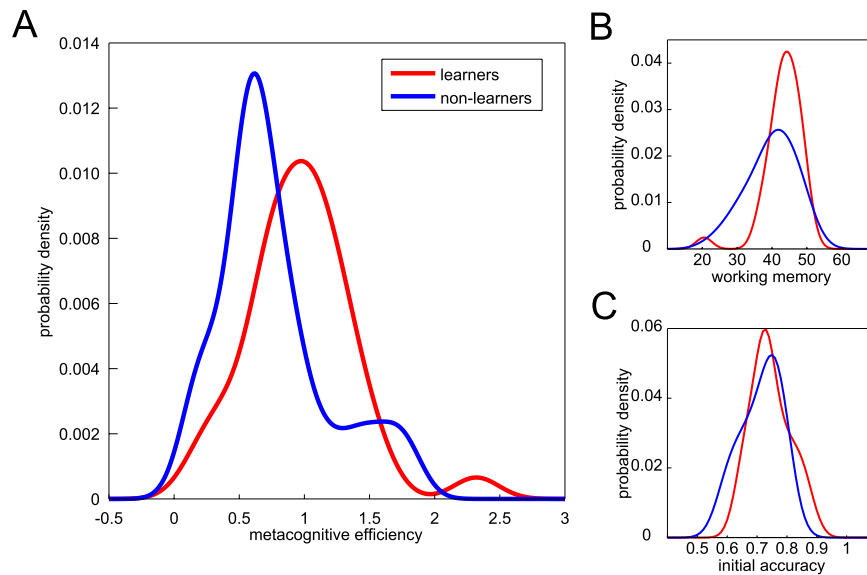 A
0.014
0.012
0.010
0.008
0.006
0.004
0.002
0
probability density
-0.5 0 0.5 1 1.5 2 2.5 3
metacognitive efficiency
learners
non-learners
B
0.04
0.03
0.02
0.01
0
probability density
20 30 40 50 60
working memory
C
0.06
0.04
0.02
0
probability density
0.5 0.6 0.7 0.8 0.9 1
initial accuracy